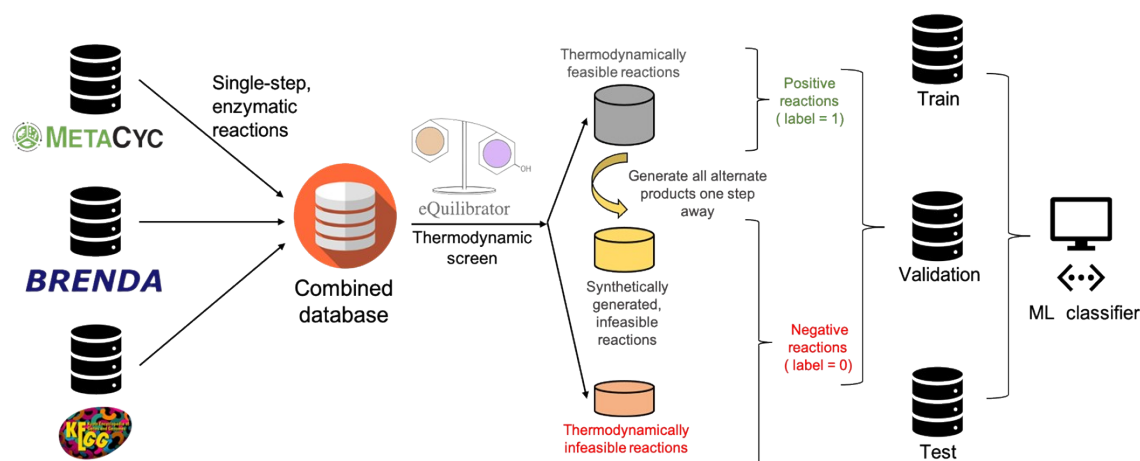 METACYC
BRENDA
KEGG
Single-step,
enzymatic
reactions
Combined
database
OH
eQuilibrator
Thermodynamic
screen
Thermodynamically
feasible reactions
Generate all alternate
products one step
away
Synthetically
generated,
infeasible
reactions
Thermodynamically
infeasible reactions
Positive
reactions
( label = 1)
Negative
reactions
( label = 0)
Train
Validation
Test
ML classifier